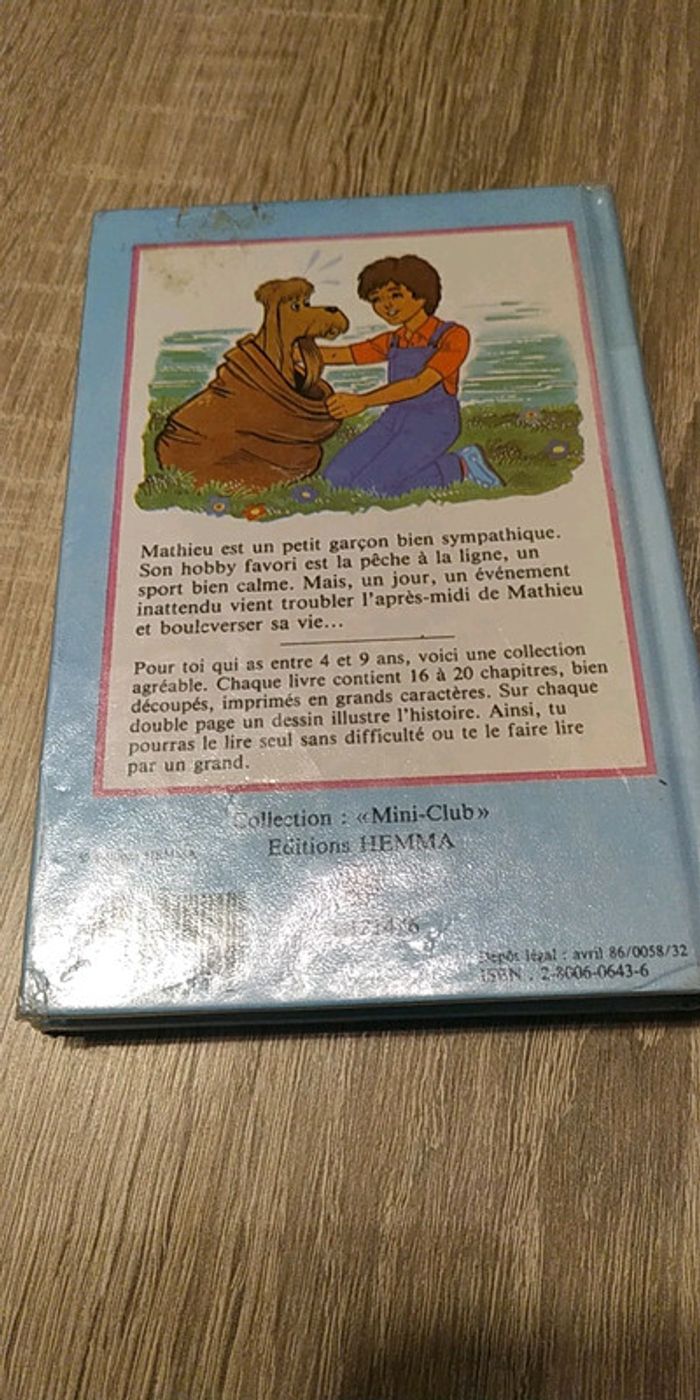 Mathieu est un petit garçon bien sympathique.
Son hobby favori est la pêche à la ligne, un
sport bien calme. Mais, un jour, un événement
inattendu vient troubler l'après-midi de Mathieu
et bouleverser sa vie...
Pour toi qui as entre 4 et 9 ans, voici une collection
agréable. Chaque livre contient 16 à 20 chapitres, bien
découpés, imprimés en grands caractères. Sur chaque
double page un dessin illustre l'histoire. Ainsi, tu
pourras le lire seul sans difficulté ou te le faire lire
par un grand.
Collection : «Mini-Club»
Editions HEMMA
HEMMA
Dépôt légal : avril 86/0058/32
ISBN : 2-8006-0643-6